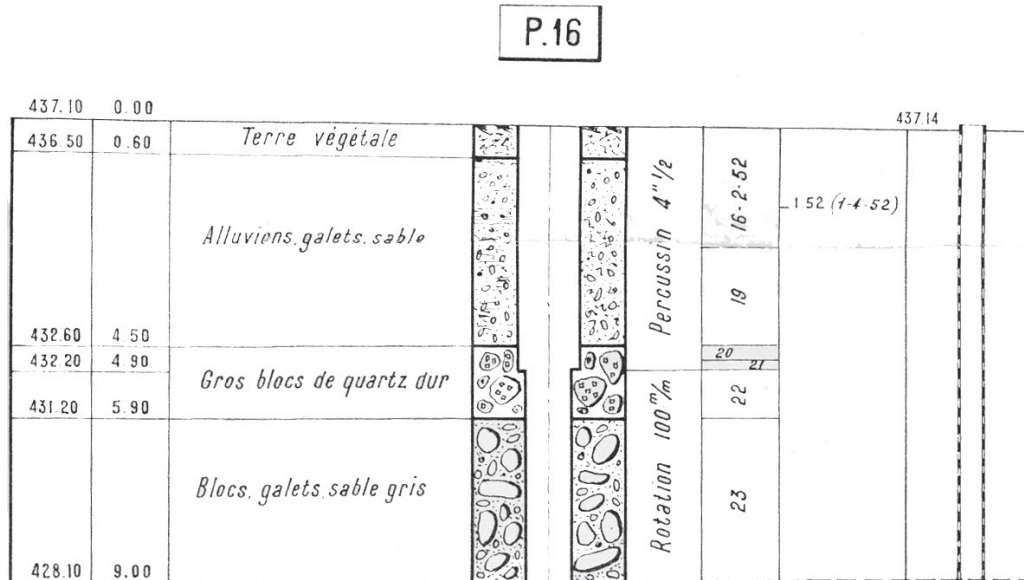 P.16
437.10 0.00
437.14
436.50 0.60 Terre végétale
Percussin 4" 1/2
16-2-52
1.52 (1-4-52)
Alluviens, galets, sable
19
432.60 4.50
20
432.20 4.90
21
Gros blocs de quartz dur
22
431.20 5.90
Rotation 100 m/m
Blocs, galets, sable gris
23
428.10 9.00